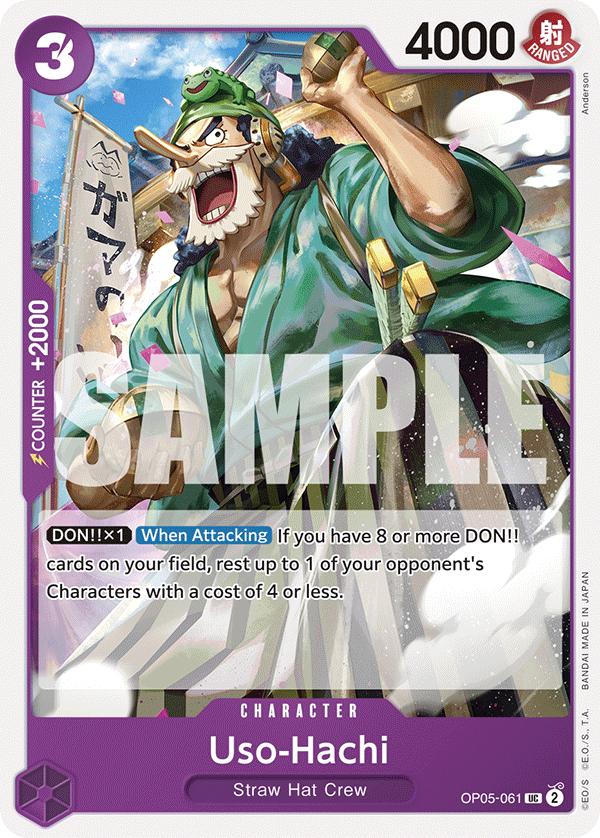 3
4000
射
RANGED
Anderson
ガマの
COUNTER +2000
SAMPLE
DON!!×1 When Attacking If you have 8 or more DON!!
cards on your field, rest up to 1 of your opponent's
Characters with a cost of 4 or less.
CHARACTER
Uso-Hachi
Straw Hat Crew
OP05-061 UC 2
©EO/S ©E.O./S., T.A. BANDAI MADE IN JAPAN